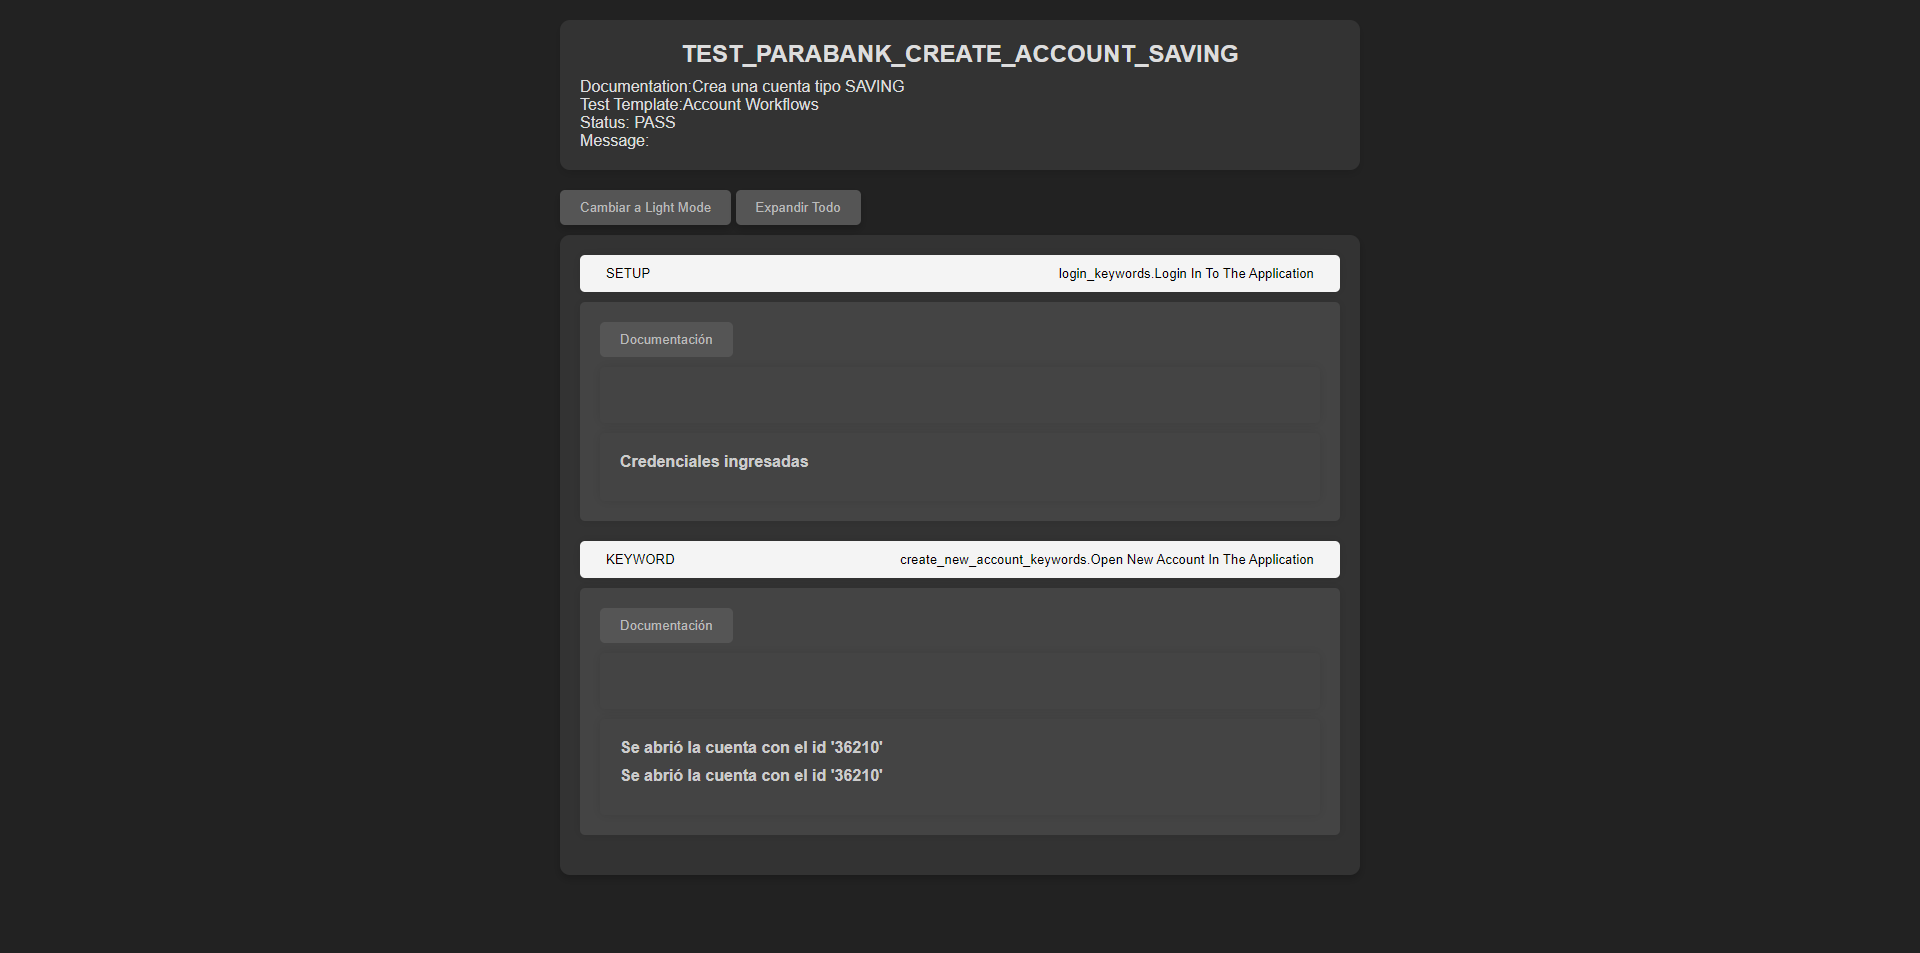 TEST_PARABANK_CREATE_ACCOUNT_SAVING
Documentation:Crea una cuenta tipo SAVING
Test Template:Account Workflows
Status: PASS
Message:
Cambiar a Light Mode
Expandir Todo
SETUP login_keywords.Login In To The Application
Documentación
Credenciales ingresadas
KEYWORD create_new_account_keywords.Open New Account In The Application
Documentación
Se abrió la cuenta con el id '36210'
Se abrió la cuenta con el id '36210'